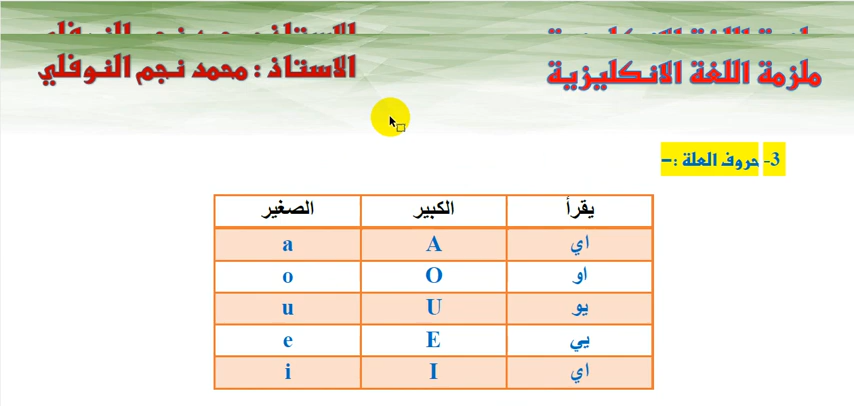 ملزمة اللغة الانكليزية الاستاذ : محمد نجم النوفلي
3- حروف العلة :–
يقرأ الكبير الصغير
اي A a
او O o
يو U u
يي E e
اي I i